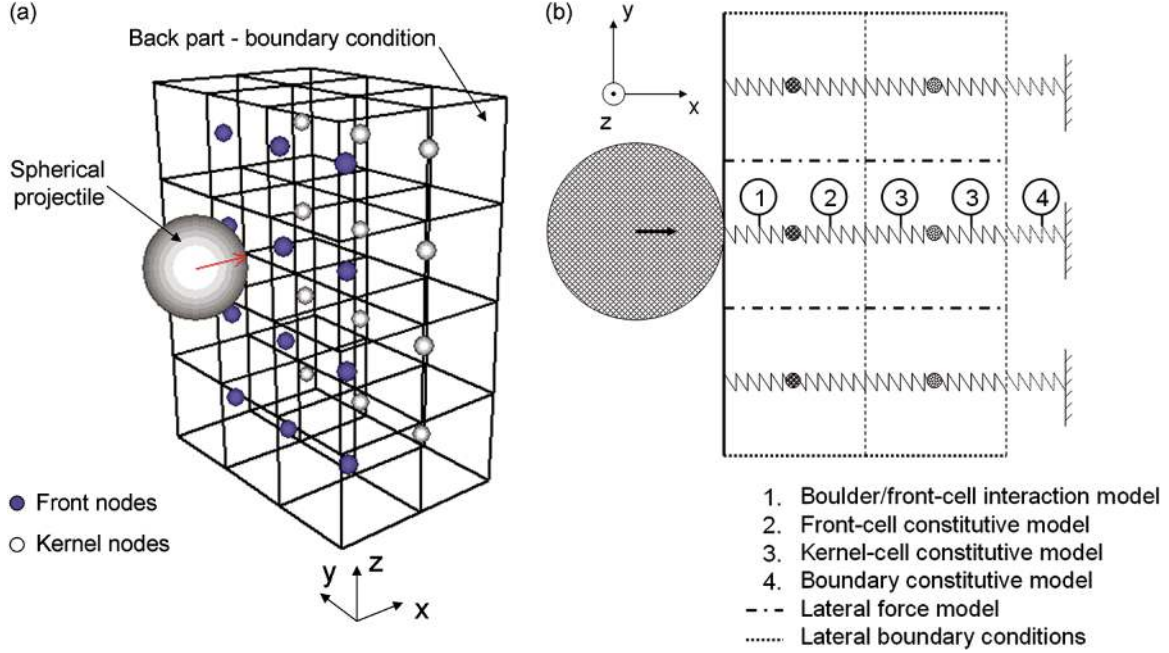 (a)
Back part - boundary condition
Spherical
projectile
Front nodes
Kernel nodes
z
y
x
(b)
y
x
z
1
2
3
3
4
1. Boulder/front-cell interaction model
2. Front-cell constitutive model
3. Kernel-cell constitutive model
4. Boundary constitutive model
Lateral force model
Lateral boundary conditions